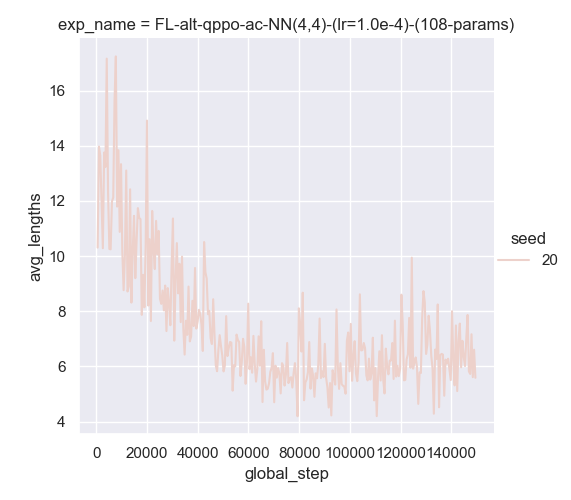 exp_name = FL-alt-qppo-ac-NN(4,4)-(lr=1.0e-4)-(108-params)
16
14
12
10
8
6
4
avg_lengths
seed
20
0 20000 40000 60000 80000 100000 120000 140000
global_step